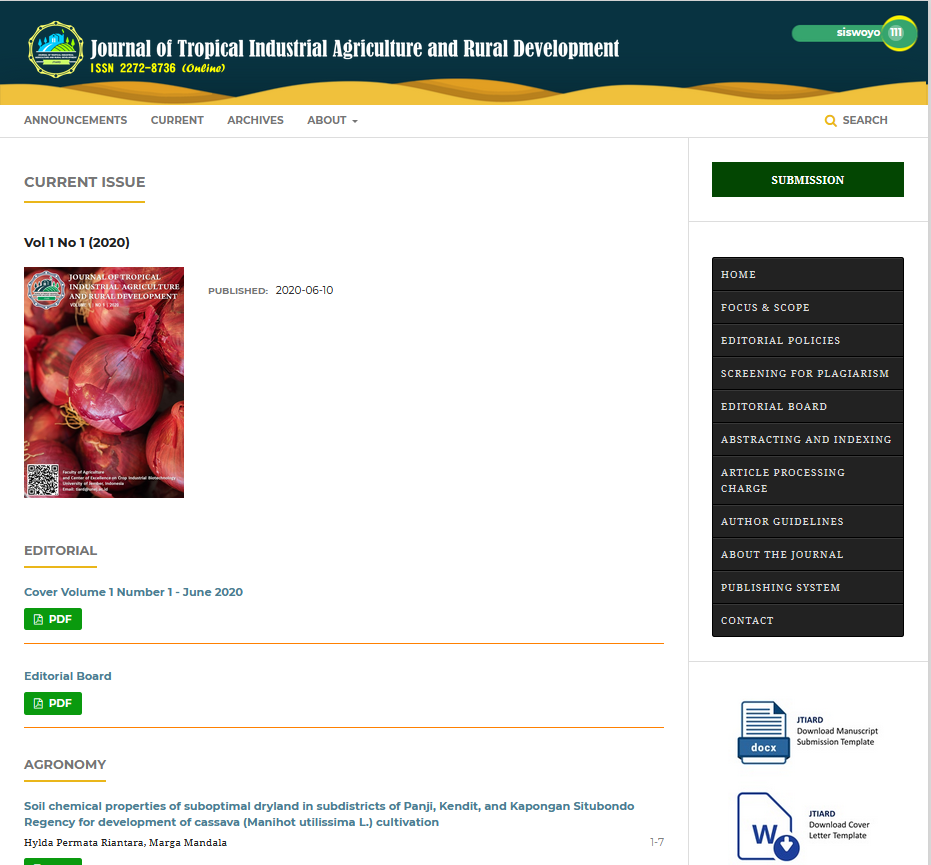 Journal of Tropical Industrial Agriculture and Rural Development
ISSN 2272-8736 (Online)
siswoyo 111
ANNOUNCEMENTS CURRENT ARCHIVES ABOUT
SEARCH
CURRENT ISSUE
Vol 1 No 1 (2020)
JOURNAL OF TROPICAL
INDUSTRIAL AGRICULTURE
AND RURAL DEVELOPMENT
VOLUME 1 NO 1 2020
Faculty of Agriculture
and Center of Excellence on Crop Industrial Biotechnology
University of Jember, Indonesia
PUBLISHED: 2020-06-10
EDITORIAL
Cover Volume 1 Number 1 - June 2020
PDF
Editorial Board
PDF
AGRONOMY
Soil chemical properties of suboptimal dryland in subdistricts of Panji, Kendit, and Kapongan Situbondo
Regency for development of cassava (Manihot utilissima L.) cultivation
Hylda Permata Riantara, Marga Mandala
1-7
SUBMISSION
HOME
FOCUS & SCOPE
EDITORIAL POLICIES
SCREENING FOR PLAGIARISM
EDITORIAL BOARD
ABSTRACTING AND INDEXING
ARTICLE PROCESSING
CHARGE
AUTHOR GUIDELINES
ABOUT THE JOURNAL
PUBLISHING SYSTEM
CONTACT
docx
JTIARD
Download Manuscript
Submission Template
W
JTIARD
Download Cover
Letter Template